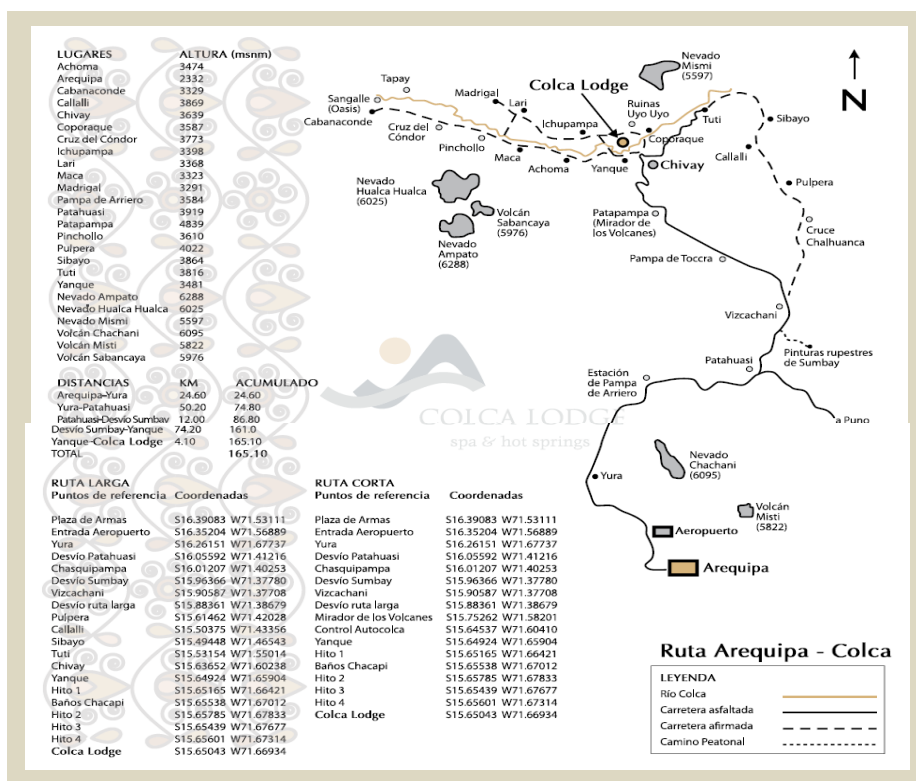 LUGARES ALTURA (msnm)
Achoma 3474
Arequipa 2332
Cabanaconde 3329
Callalli 3869
Chivay 3639
Coporaque 3587
Cruz del Cóndor 3773
Ichupampa 3398
Lari 3368
Maca 3323
Madrigal 3291
Pampa de Arriero 3584
Patahuasi 3919
Patapampa 4839
Pinchollo 3610
Pulpera 4022
Sibayo 3864
Tuti 3816
Yanque 3481
Nevado Ampato 6288
Nevado Hualca Hualca 6025
Nevado Mismi 5597
Volcán Chachani 6095
Volcán Misti 5822
Volcán Sabancaya 5976
DISTANCIAS KM ACUMULADO
Arequipa-Yura 24.60 24.60
Yura-Patahuasi 50.20 74.80
Patahuasi-Desvío Sumbay 12.00 86.80
Desvío Sumbay-Yanque 74.20 161.0
Yanque-Colca Lodge 4.10 165.10
TOTAL 165.10
Nevado
Mismi
(5597)
Colca Lodge
N
Tapay
Sangalle
(Oasis)
Cabanaconde
Madrigal
Lari
Ichupampa
Ruinas
Uyo Uyo
Tuti
Sibayo
Cruz del
Cóndor
Pinchollo
Maca
Achoma
Yanque
Coporaque
Chivay
Callalli
Pulpera
Nevado
Hualca Hualca
(6025)
Volcán
Sabancaya
(5976)
Nevado
Ampato
(6288)
Patapampa
(Mirador de
los Volcanes)
Cruce
Chalhuanca
Pampa de Toccra
Vizcachani
Pinturas rupestres
de Sumbay
Patahuasi
Estación
de Pampa
de Arriero
a Puno
COLCA LODGE
spa & hot springs
Nevado
Chachani
(6095)
Yura
Volcán
Misti
(5822)
Aeropuerto
Arequipa
RUTA LARGA
Puntos de referencia Coordenadas
Plaza de Armas S16.39083 W71.53111
Entrada Aeropuerto S16.35204 W71.56889
Yura S16.26151 W71.67737
Desvío Patahuasi S16.05592 W71.41216
Chasquipampa S16.01207 W71.40253
Desvío Sumbay S15.96366 W71.37780
Vizcachani S15.90587 W71.37708
Desvío ruta larga S15.88361 W71.38679
Pulpera S15.61462 W71.42028
Callalli S15.50375 W71.43356
Sibayo S15.49448 W71.46543
Tuti S15.53154 W71.55014
Chivay S15.63652 W71.60238
Yanque S15.64924 W71.65904
Hito 1 S15.65165 W71.66421
Baños Chacapi S15.65538 W71.67012
Hito 2 S15.65785 W71.67833
Hito 3 S15.65439 W71.67677
Hito 4 S15.65601 W71.67314
Colca Lodge S15.65043 W71.66934
RUTA CORTA
Puntos de referencia Coordenadas
Plaza de Armas S16.39083 W71.53111
Entrada Aeropuerto S16.35204 W71.56889
Yura S16.26151 W71.67737
Desvío Patahuasi S16.05592 W71.41216
Chasquipampa S16.01207 W71.40253
Desvío Sumbay S15.96366 W71.37780
Vizcachani S15.90587 W71.37708
Desvío ruta larga S15.88361 W71.38679
Mirador de los Volcanes S15.75262 W71.58201
Control Autocolca S15.64537 W71.60410
Yanque S15.64924 W71.65904
Hito 1 S15.65165 W71.66421
Baños Chacapi S15.65538 W71.67012
Hito 2 S15.65785 W71.67833
Hito 3 S15.65439 W71.67677
Hito 4 S15.65601 W71.67314
Colca Lodge S15.65043 W71.66934
Ruta Arequipa - Colca
LEYENDA
Río Colca
Carretera asfaltada
Carretera afirmada
Camino Peatonal